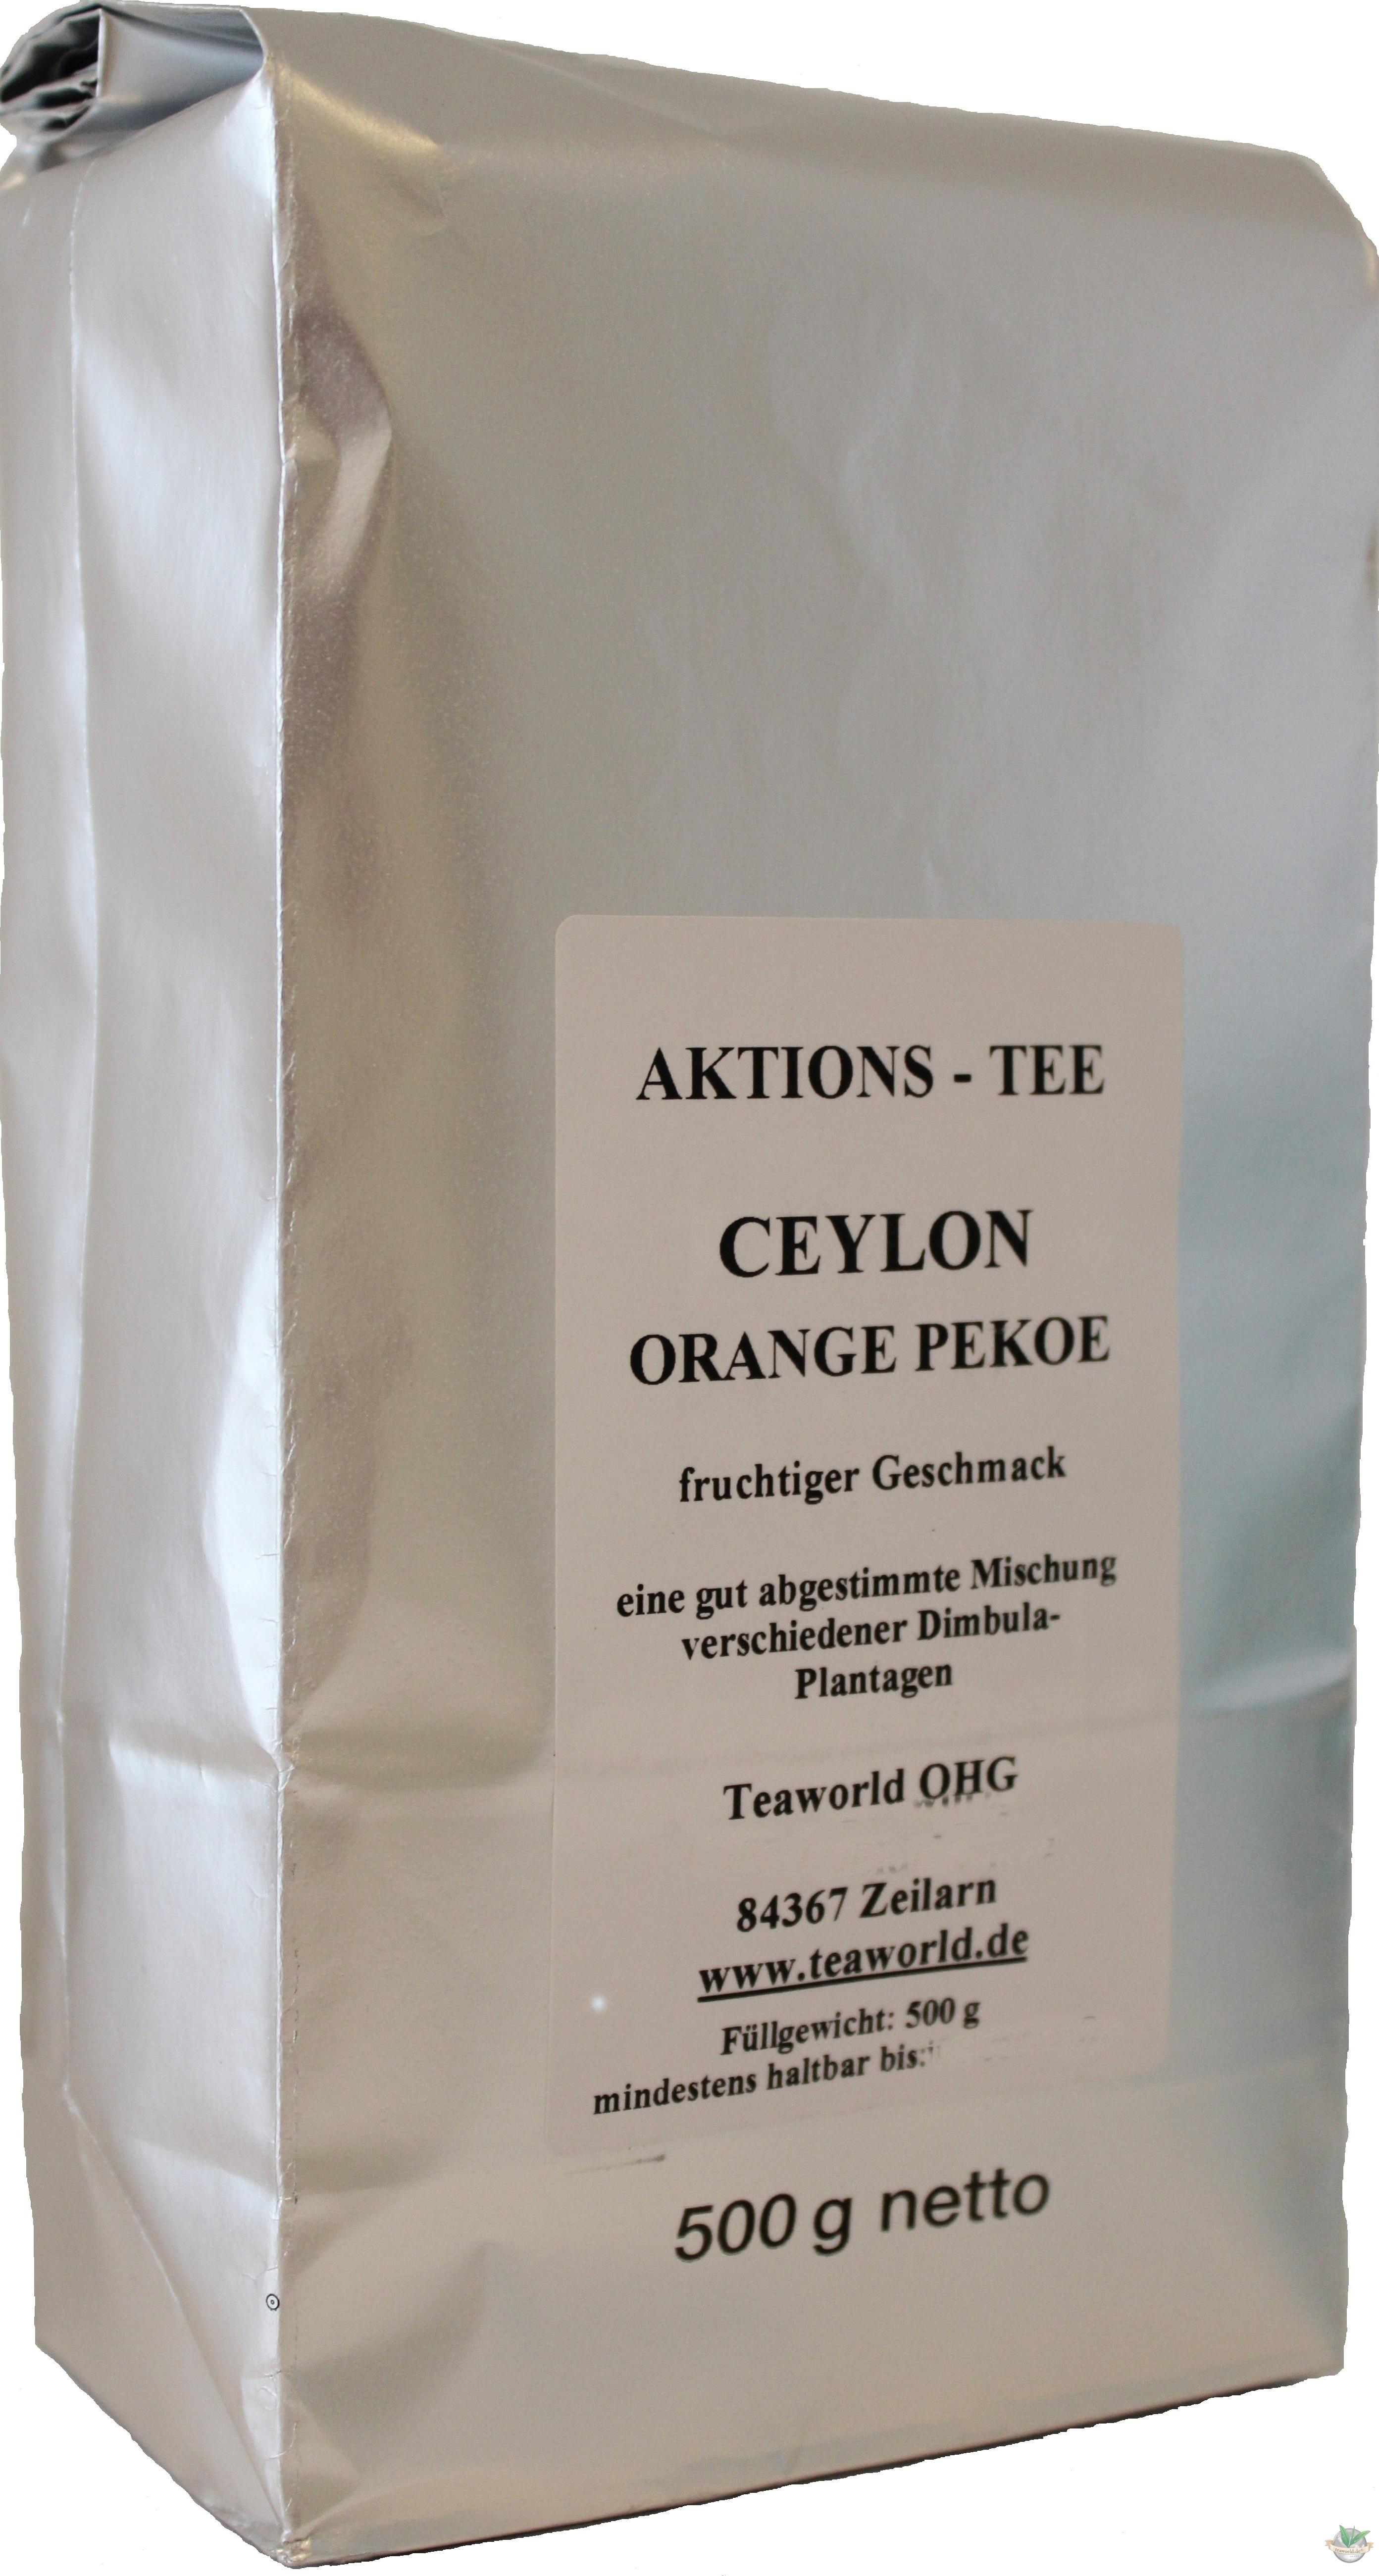 AKTIONS - TEE
CEYLON
ORANGE PEKOE
fruchtiger Geschmack
eine gut abgestimmte Mischung
verschiedener Dimbula-
Plantagen
Teaworld OHG
84367 Zeilarn
www.teaworld.de
Füllgewicht: 500 g
mindestens haltbar bis:
500 g netto